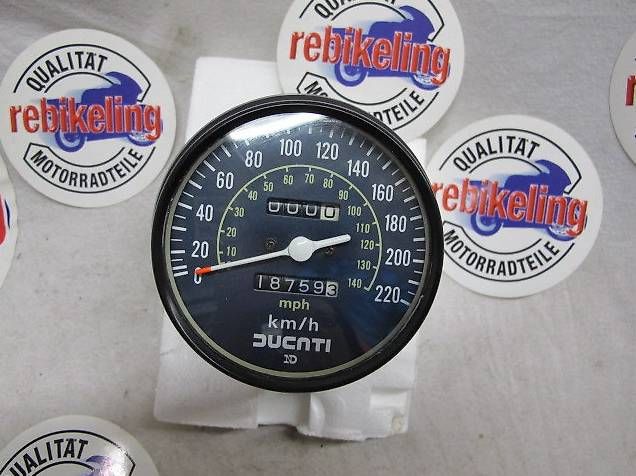 QUALITÄT
rebikeling
MOTORRADTEILE
QUALITÄT
rebikeling
MOTORRADTEILE
QUALITÄT
rebikeling
MOTORRADTEILE
0 20 40 60 80 100 120 140 160 180 200 220
10 20 30 40 50 60 70 80 90 100 110 120 130 140
0000
187593
mph
km/h
DUCATI
ND
QUALITÄT
QUALITÄT